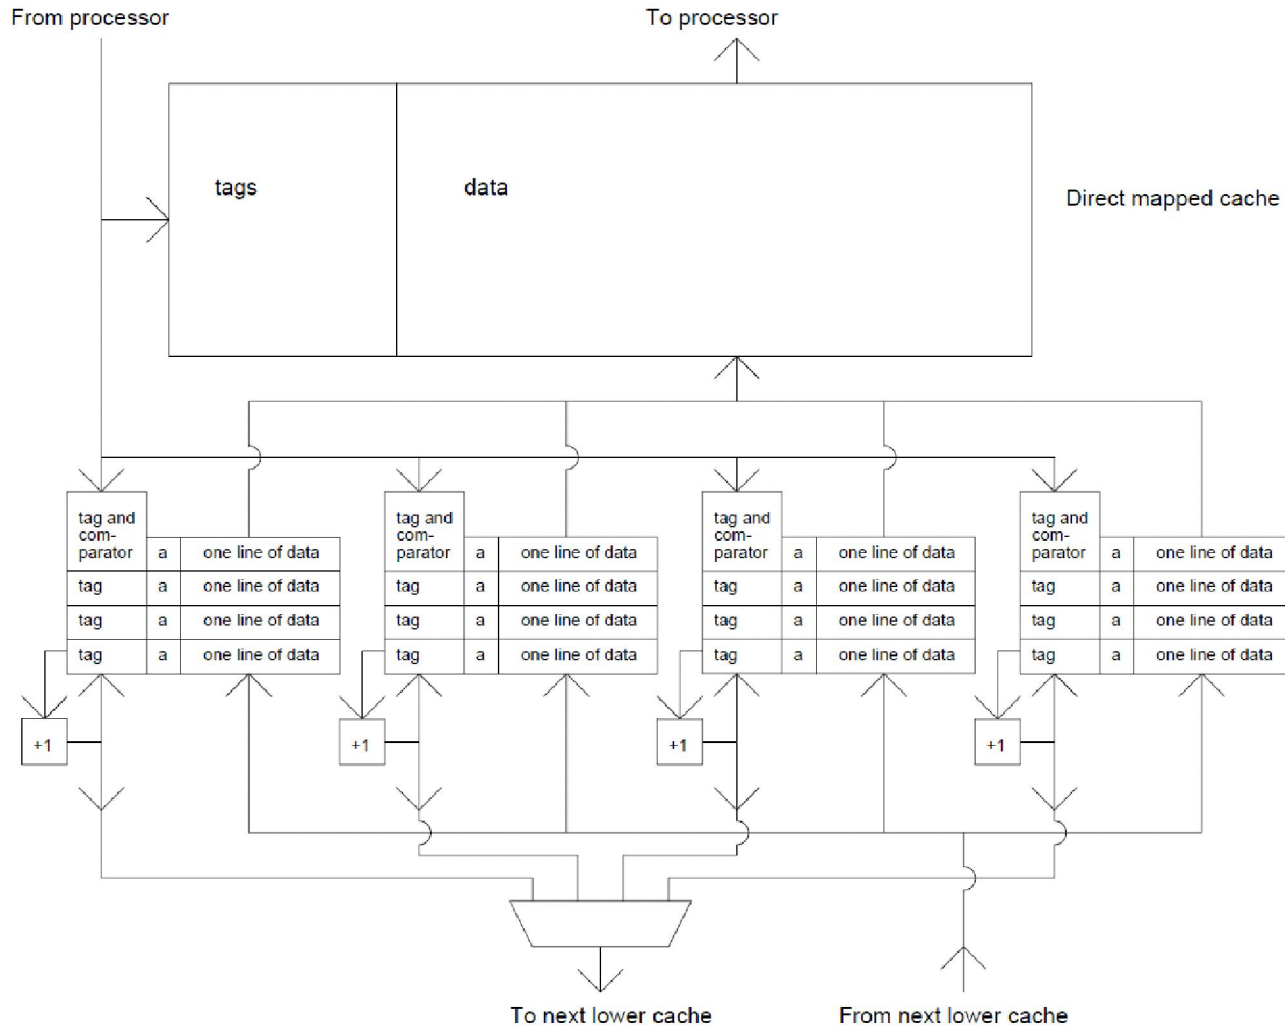 From processor
To processor
tags
data
Direct mapped cache
tag and
com-
parator
a
one line of data
tag
a
one line of data
tag
a
one line of data
tag
a
one line of data
+1
tag and
com-
parator
a
one line of data
tag
a
one line of data
tag
a
one line of data
tag
a
one line of data
+1
tag and
com-
parator
a
one line of data
tag
a
one line of data
tag
a
one line of data
tag
a
one line of data
+1
tag and
com-
parator
a
one line of data
tag
a
one line of data
tag
a
one line of data
tag
a
one line of data
+1
To next lower cache
From next lower cache